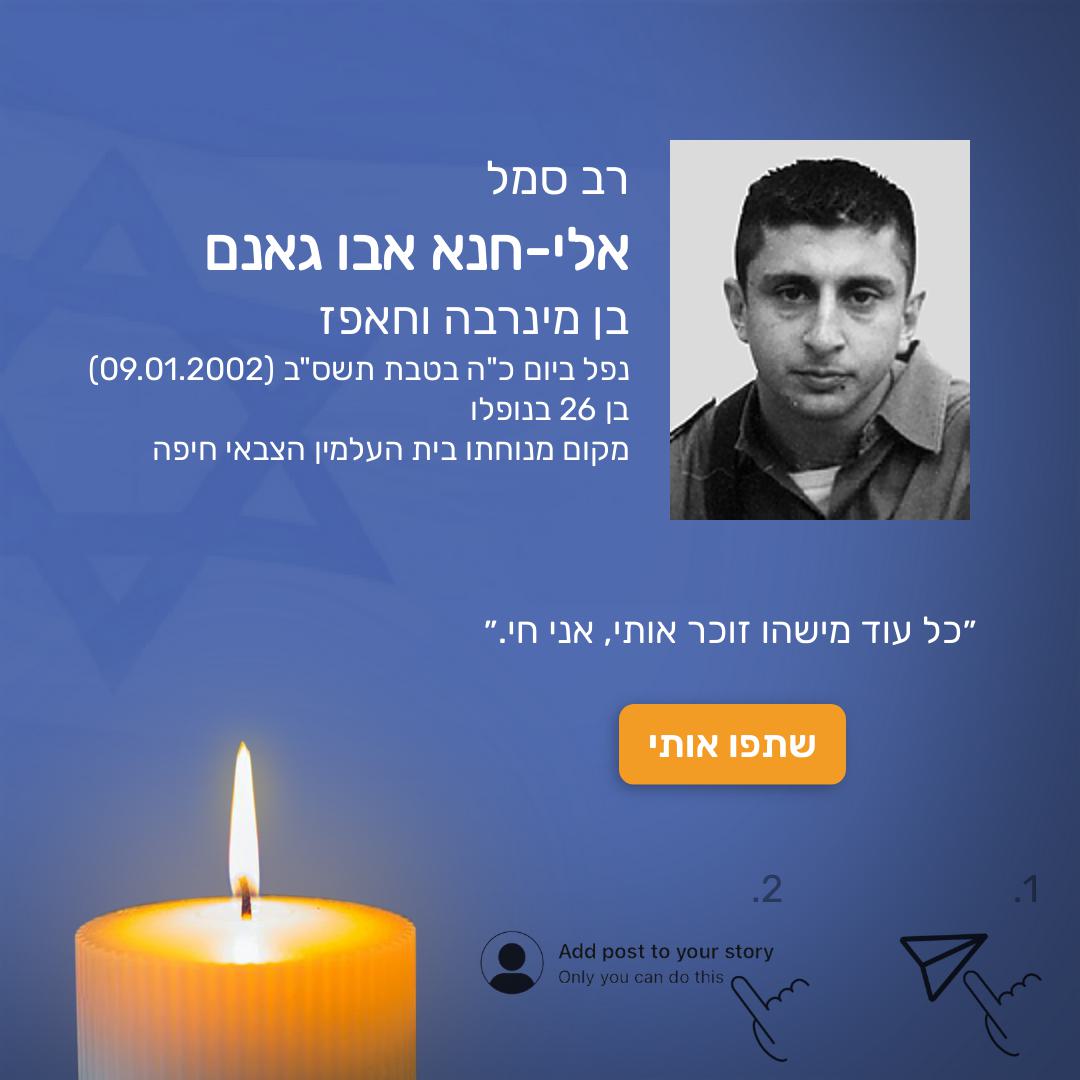 רב סמל
אלי-חנא אבו גאנם
בן מינרבה וחאפז
נפל ביום כ"ה בטבת תשס"ב (09.01.2002)
בן 26 בנופלו
מקום מנוחתו בית העלמין הצבאי חיפה
״כל עוד מישהו זוכר אותי, אני חי.״
שתפו אותי
1.
2.
Add post to your story
Only you can do this